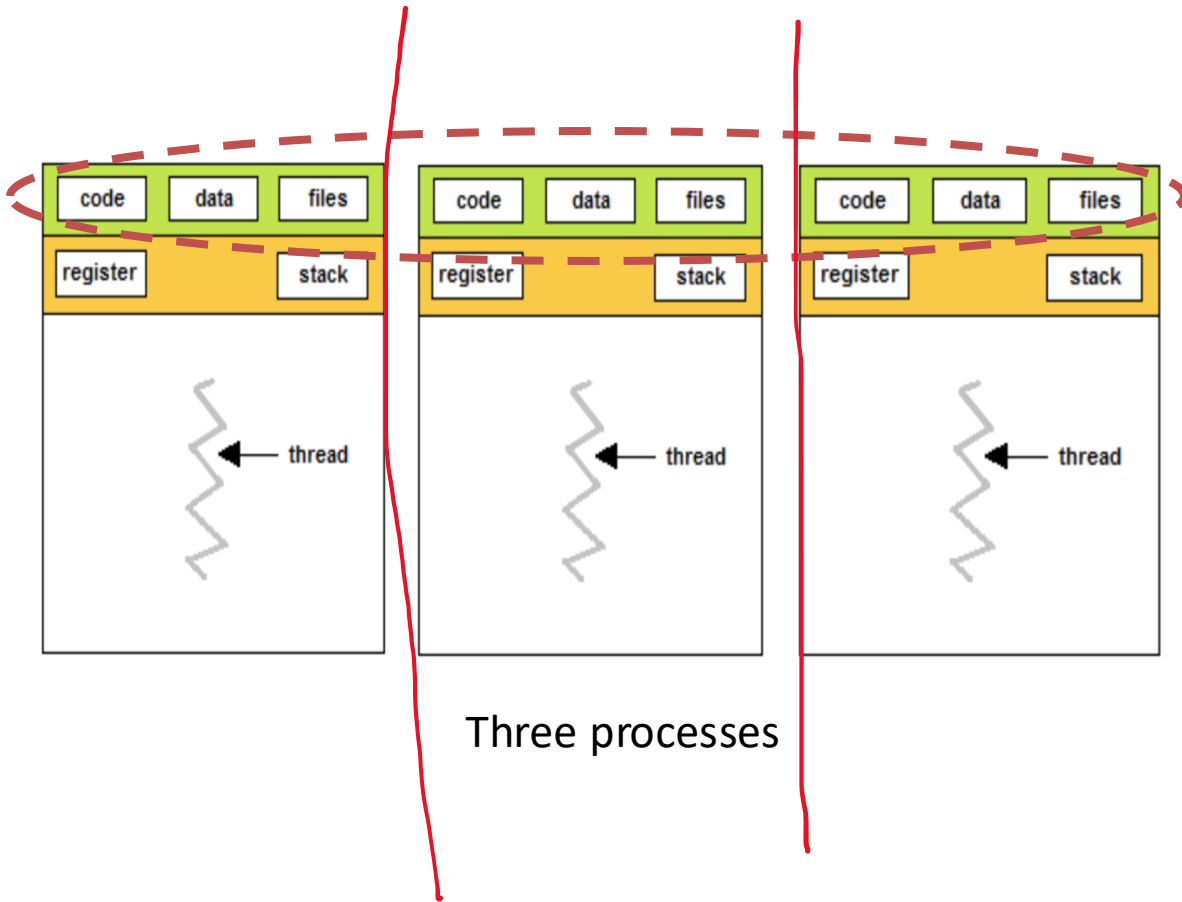 code data files code data files code data files
register stack register stack register stack
thread thread thread
Three processes